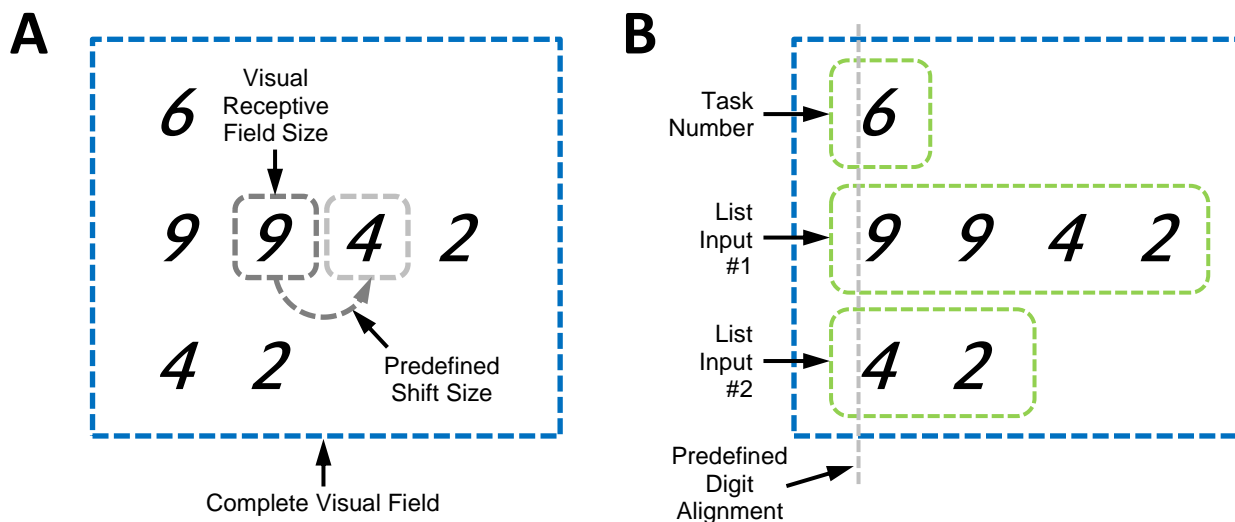 A
Visual
Receptive
Field Size
6
9 9 4 2
4 2
Predefined
Shift Size
Complete Visual Field
B
Task
Number
6
List
Input
#1
9 9 4 2
List
Input
#2
4 2
Predefined
Digit
Alignment